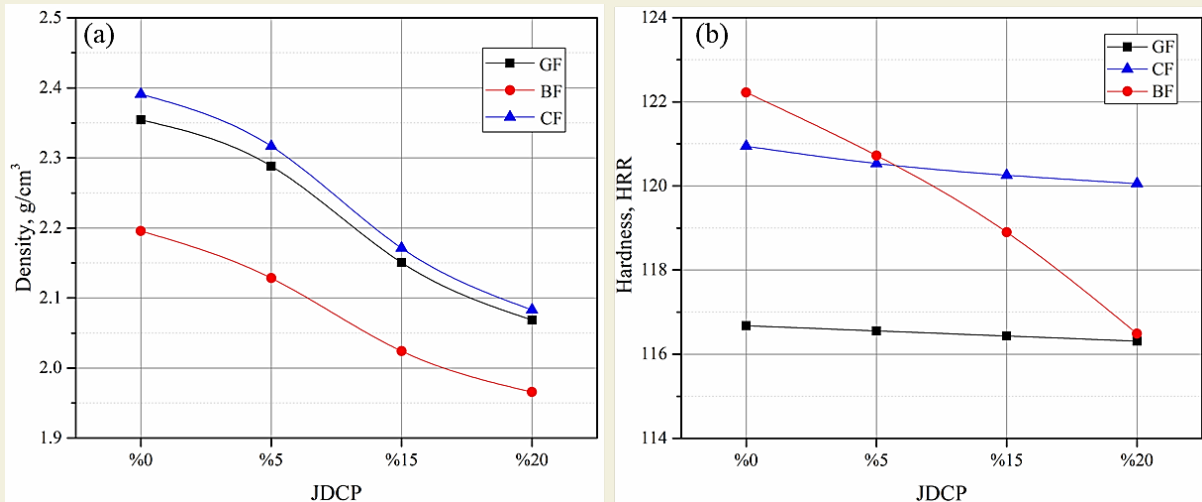 (a)
GF
BF
CF
2.5
2.4
2.3
2.2
2.1
2.0
1.9
Density, g/cm³
%0 %5 %15 %20
JDCP
(b)
GF
CF
BF
124
122
120
118
116
114
Hardness, HRR
%0 %5 %15 %20
JDCP